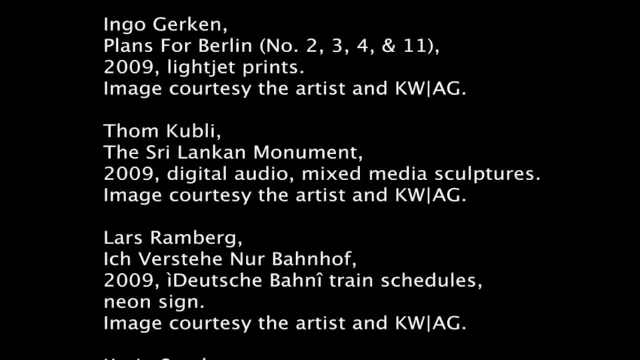 Ingo Gerken,
Plans For Berlin (No. 2, 3, 4, & 11),
2009, lightjet prints.
Image courtesy the artist and KW|AG.
Thom Kubli,
The Sri Lankan Monument,
2009, digital audio, mixed media sculptures.
Image courtesy the artist and KW|AG.
Lars Ramberg,
Ich Verstehe Nur Bahnhof,
2009, ìDeutsche Bahnî train schedules,
neon sign.
Image courtesy the artist and KW|AG.